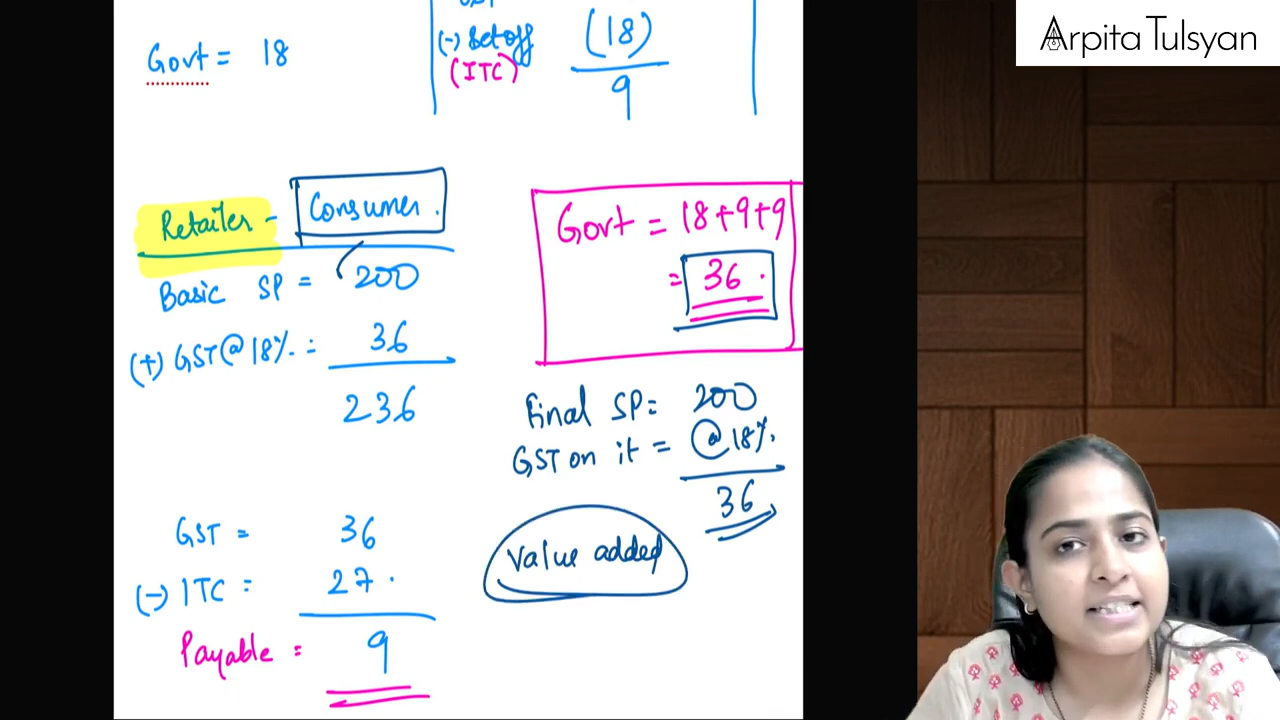 Arpita Tulsyan
Govt = 18
(-) Setoff (18)
(ITC)
9
Retailer - Consumer.
Basic SP = 200
(+) GST@18%. = 36
236
Govt = 18+9+9
= 36.
Final SP = 200
GST on it = @18%.
36
Value added
GST = 36
(-) ITC = 27.
Payable = 9